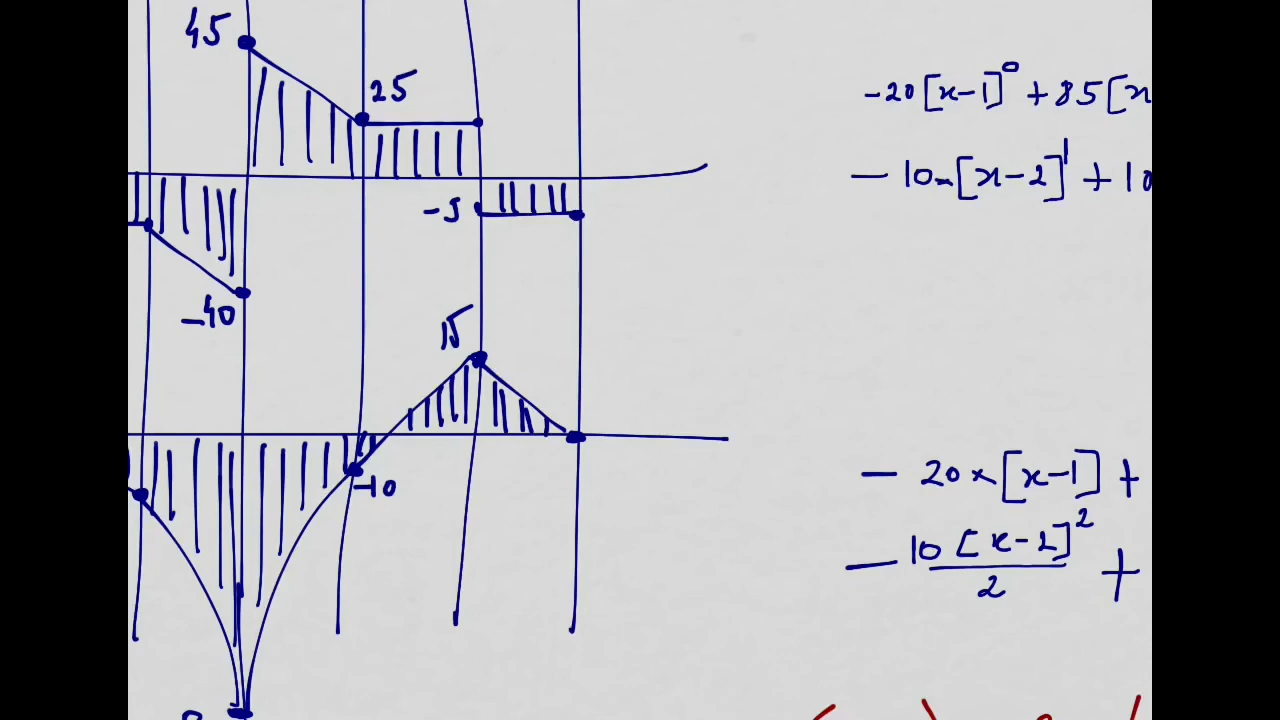 45
25
-20[x-1]⁰ + 85[x
- 10×[x-2]¹ + 10
-5
-40
15
-10
- 20×[x-1] +
- 10[x-2]²/2 +